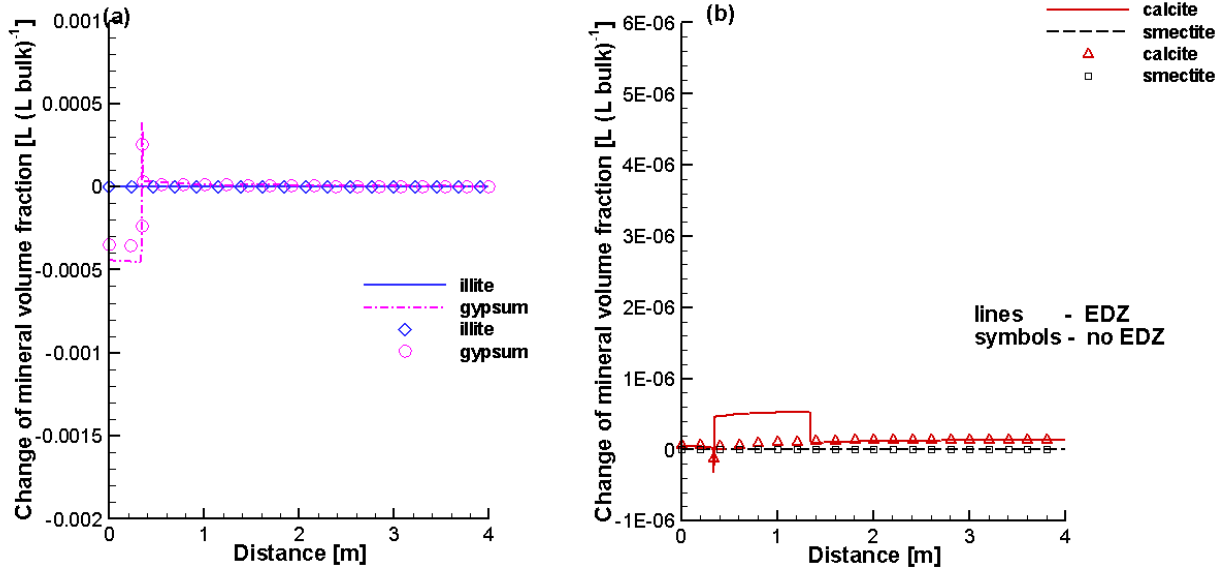 (a)
Change of mineral volume fraction [L (L bulk)-1]
0.001
0.0005
0
-0.0005
-0.001
-0.0015
-0.002
illite
gypsum
illite
gypsum
0 1 2 3 4
Distance [m]
(b)
calcite
smectite
calcite
smectite
Change of mineral volume fraction [L (L bulk)-1]
6E-06
5E-06
4E-06
3E-06
2E-06
1E-06
0
-1E-06
lines - EDZ
symbols - no EDZ
0 1 2 3 4
Distance [m]